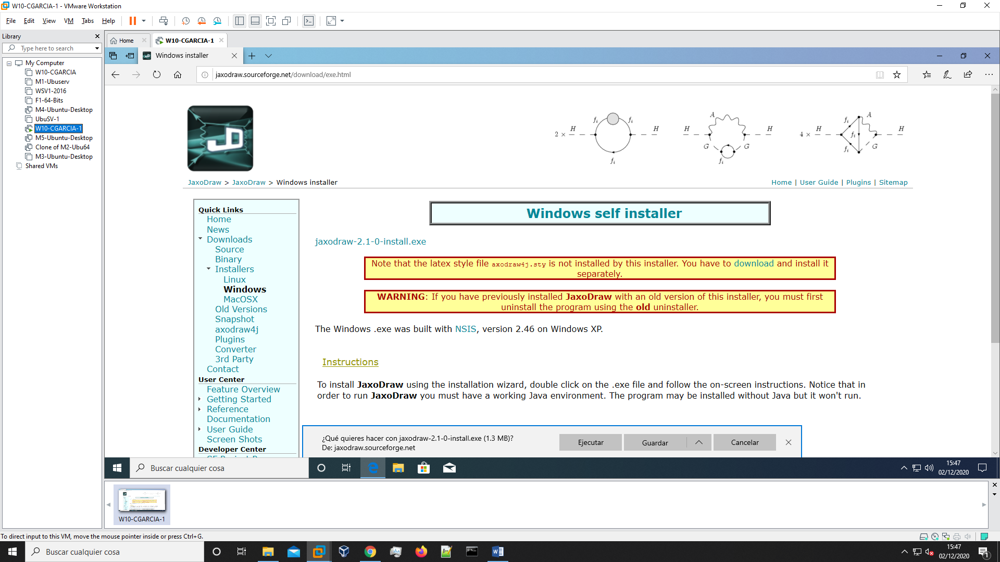 W10-CGARCIA-1 - VMware Workstation
File Edit View VM Tabs Help
Library
Type here to search
My Computer
W10-CGARCIA
M1-Ubuserv
WSV1-2016
F1-64-Bits
M4-Ubuntu-Desktop
UbuSV-1
W10-CGARCIA-1
M5-Ubuntu-Desktop
Clone of M2-Ubu64
M3-Ubuntu-Desktop
Shared VMs
Home W10-CGARCIA-1
Windows installer
jaxodraw.sourceforge.net/download/exe.html
JD
2 × H fi fi H fi
H A H G G fi
4 × H fi A fi H fi G
JaxoDraw > JaxoDraw > Windows installer
Home | User Guide | Plugins | Sitemap
Quick Links
Home
News
Downloads
Source
Binary
Installers
Linux
Windows
MacOSX
Old Versions
Snapshot
axodraw4j
Plugins
Converter
3rd Party
Contact
User Center
Feature Overview
Getting Started
Reference
Documentation
User Guide
Screen Shots
Developer Center
Windows self installer
jaxodraw-2.1-0-install.exe
Note that the latex style file axodraw4j.sty is not installed by this installer. You have to download and install it
separately.
WARNING: If you have previously installed JaxoDraw with an old version of this installer, you must first
uninstall the program using the old uninstaller.
The Windows .exe was built with NSIS, version 2.46 on Windows XP.
Instructions
To install JaxoDraw using the installation wizard, double click on the .exe file and follow the on-screen instructions. Notice that in
order to run JaxoDraw you must have a working Java environment. The program may be installed without Java but it won't run.
¿Qué quieres hacer con jaxodraw-2.1-0-install.exe (1.3 MB)?
De: jaxodraw.sourceforge.net
Ejecutar Guardar Cancelar
Buscar cualquier cosa
15:47
02/12/2020
W10-CGARCIA-1
To direct input to this VM, move the mouse pointer inside or press Ctrl+G.
Buscar cualquier cosa
15:47
02/12/2020
1